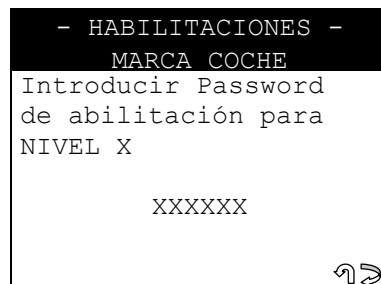 - HABILITACIONES -
MARCA COCHE
Introducir Password
de abilitación para
NIVEL X
XXXXXX